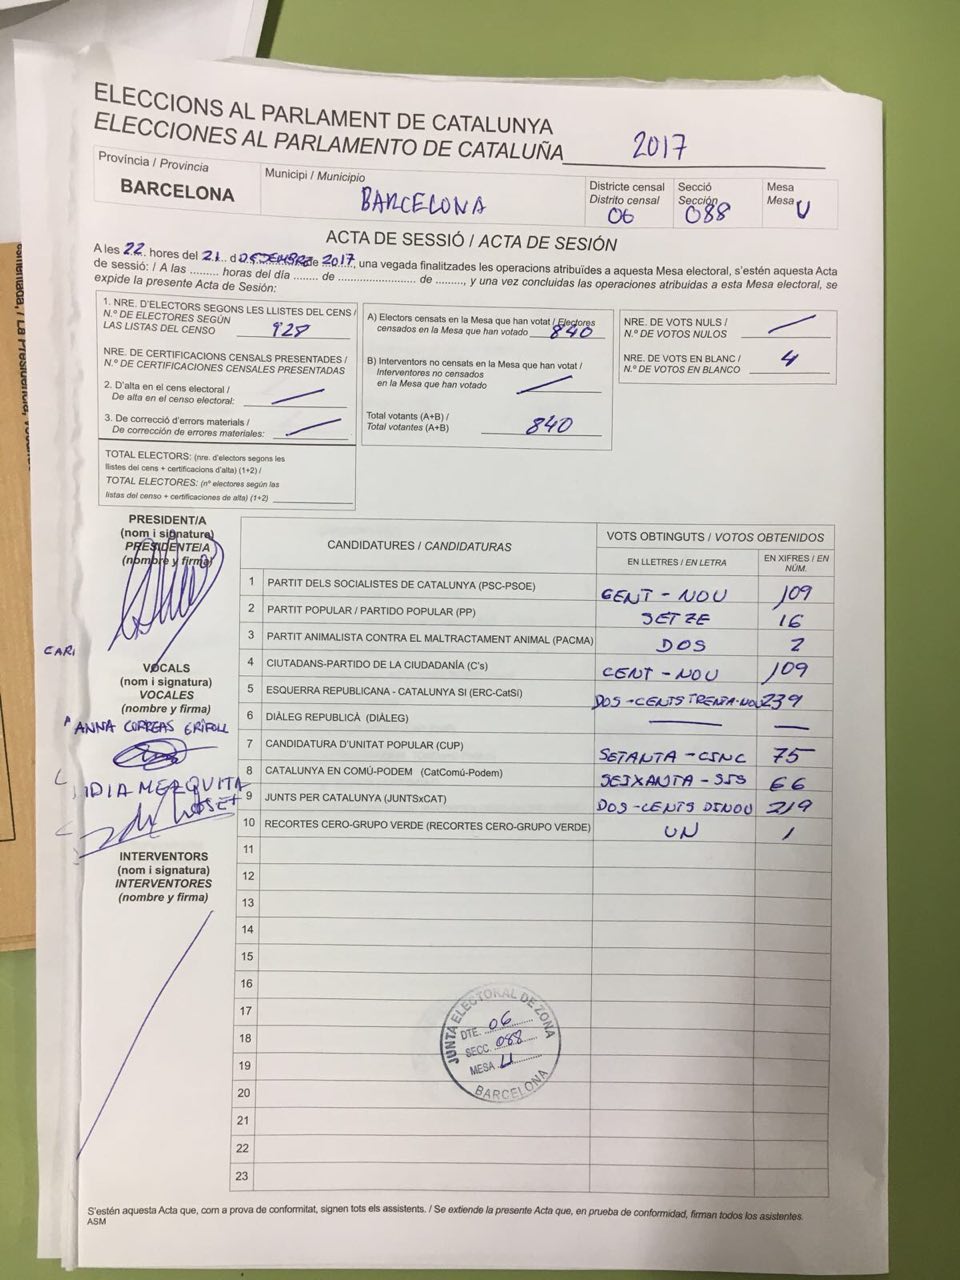 ELECCIONS AL PARLAMENT DE CATALUNYA
ELECCIONES AL PARLAMENTO DE CATALUÑA 2017
Província / Provincia
BARCELONA
Municipi / Municipio
BARCELONA
Districte censal
Distrito censal
06
Secció
Sección
088
Mesa
Mesa U
ACTA DE SESSIÓ / ACTA DE SESIÓN
A les 22 hores del 21 d DESEMBRE de 2017, una vegada finalitzades les operacions atribuïdes a aquesta Mesa electoral, s'estén aquesta Acta
de sessió: / A las ......... horas del día ........ de ........................ de ........, y una vez concluidas las operaciones atribuidas a esta Mesa electoral, se
expide la presente Acta de Sesión:
1. NRE. D'ELECTORS SEGONS LES LLISTES DEL CENS /
N.º DE ELECTORES SEGÚN
LAS LISTAS DEL CENSO 928
NRE. DE CERTIFICACIONS CENSALS PRESENTADES /
N.º DE CERTIFICACIONES CENSALES PRESENTADAS
2. D'alta en el cens electoral /
De alta en el censo electoral:
3. De correcció d'errors materials /
De corrección de errores materiales:
TOTAL ELECTORS: (nre. d'electors segons les
llistes del cens + certificacions d'alta) (1+2) /
TOTAL ELECTORES: (nº electores según las
listas del censo + certificaciones de alta) (1+2)
A) Electors censats en la Mesa que han votat / Electores
censados en la Mesa que han votado 840
B) Interventors no censats en la Mesa que han votat /
Interventores no censados
en la Mesa que han votado
Total votants (A+B) /
Total votantes (A+B) 840
NRE. DE VOTS NULS /
N.º DE VOTOS NULOS
NRE. DE VOTS EN BLANC /
N.º DE VOTOS EN BLANCO 4
PRESIDENT/A
(nom i signatura)
PRESIDENTE/A
(nombre y firma)
CARI
VOCALS
(nom i signatura)
VOCALES
(nombre y firma)
ANNA CORREAS GRIFOLL
LIDIA MEZQUITA
INTERVENTORS
(nom i signatura)
INTERVENTORES
(nombre y firma)
CANDIDATURES / CANDIDATURAS
VOTS OBTINGUTS / VOTOS OBTENIDOS
EN LLETRES / EN LETRA
EN XIFRES / EN
NÚM.
1 PARTIT DELS SOCIALISTES DE CATALUNYA (PSC-PSOE) CENT - NOU 109
2 PARTIT POPULAR / PARTIDO POPULAR (PP) SETZE 16
3 PARTIT ANIMALISTA CONTRA EL MALTRACTAMENT ANIMAL (PACMA) DOS 2
4 CIUTADANS-PARTIDO DE LA CIUDADANÍA (C's) CENT - NOU 109
5 ESQUERRA REPUBLICANA - CATALUNYA SI (ERC-CatSí) DOS-CENTS TRENTA-NOU 239
6 DIÀLEG REPUBLICÀ (DIÀLEG)
7 CANDIDATURA D'UNITAT POPULAR (CUP) SETANTA-CINC 75
8 CATALUNYA EN COMÚ-PODEM (CatComú-Podem) SEIXANTA-SIS 66
9 JUNTS PER CATALUNYA (JUNTSxCAT) DOS-CENTS DINOU 219
10 RECORTES CERO-GRUPO VERDE (RECORTES CERO-GRUPO VERDE) UN 1
11
12
13
14
15
16
17
18
19
20
21
22
23
JUNTA ELECTORAL DE ZONA
DTE. 06
SECC. 088
MESA U
BARCELONA
S'estén aquesta Acta que, com a prova de conformitat, signen tots els assistents. / Se extiende la presente Acta que, en prueba de conformidad, firman todos los asistentes.
ASM